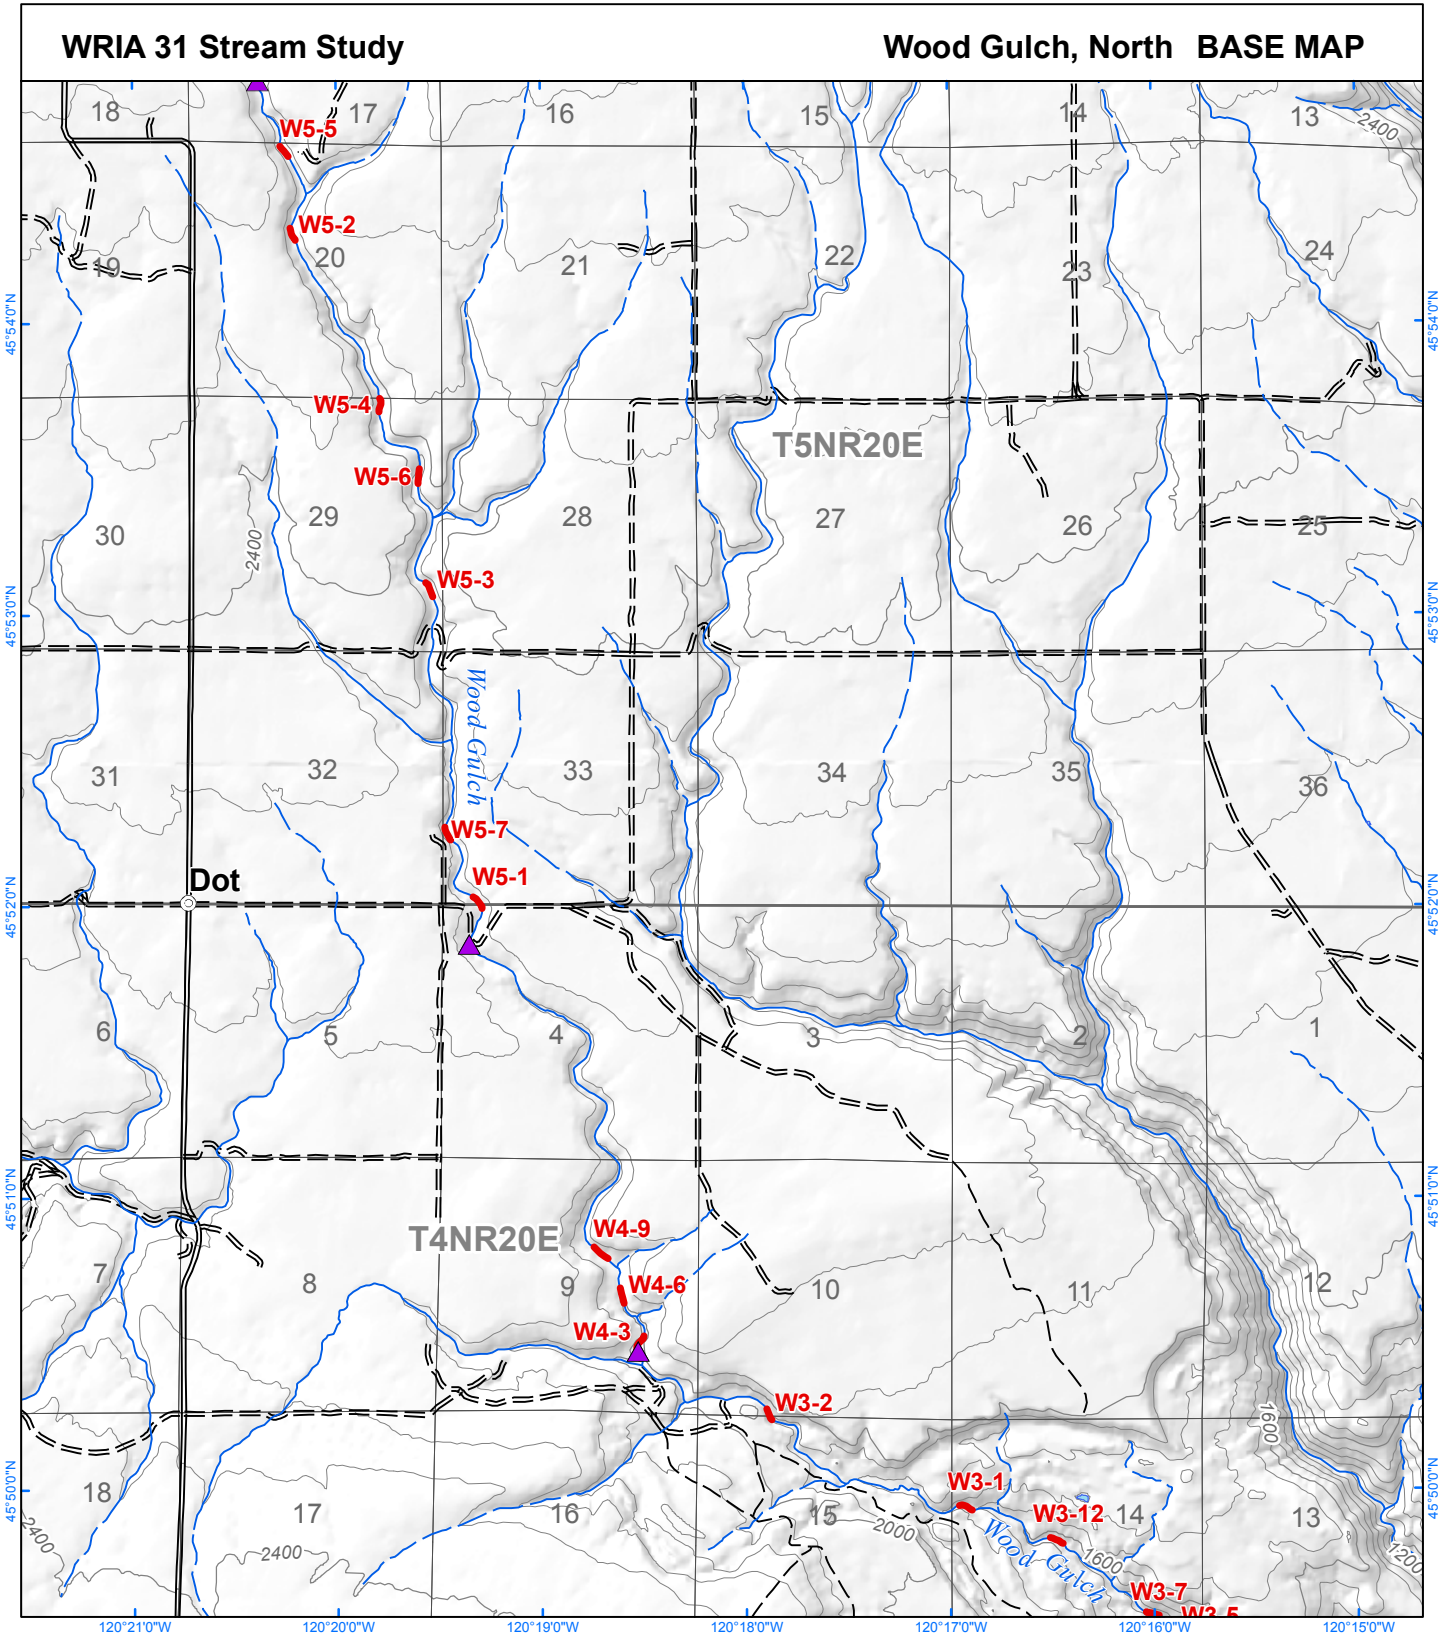 WRIA 31 Stream Study
Wood Gulch, North BASE MAP
18
17
16
15
14
13
2400
W5-5
W5-2
19
20
21
22
23
24
45°54'0"N
45°54'0"N
W5-4
T5NR20E
W5-6
30
29
28
27
26
25
2400
W5-3
45°53'0"N
45°53'0"N
Wood Gulch
31
32
33
34
35
36
W5-7
Dot
W5-1
45°52'0"N
45°52'0"N
6
5
4
3
2
1
45°51'0"N
45°51'0"N
T4NR20E
W4-9
7
8
9
10
11
12
W4-6
W4-3
W3-2
1600
45°50'0"N
45°50'0"N
18
17
16
15
14
13
W3-1
W3-12
2400
2400
2000
1600
1200
Wood Gulch
W3-7
W3-5
120°21'0"W
120°20'0"W
120°19'0"W
120°18'0"W
120°17'0"W
120°16'0"W
120°15'0"W